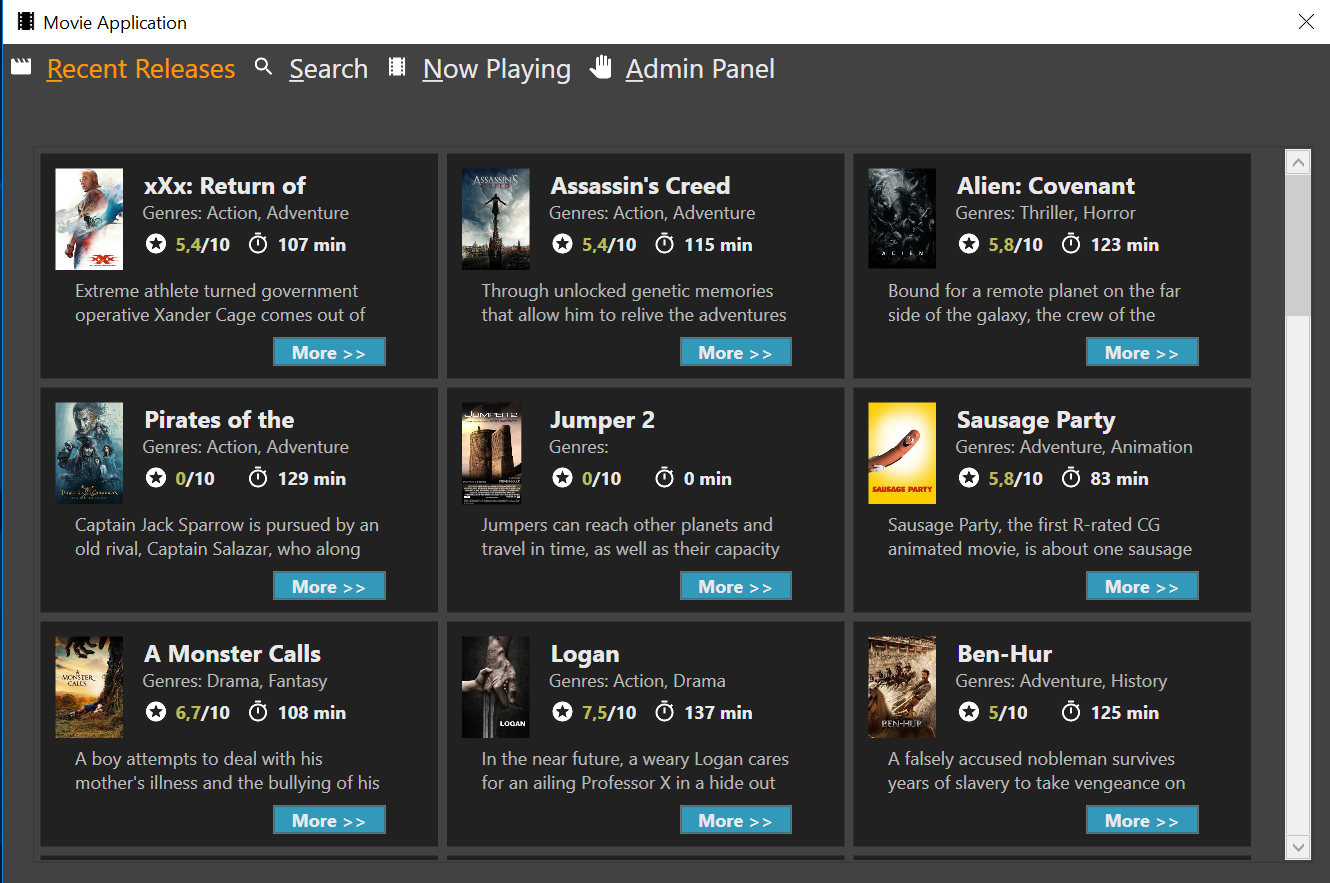 Movie Application
Recent Releases Search Now Playing Admin Panel
xXx: Return of
Genres: Action, Adventure
5,4/10 107 min
Extreme athlete turned government
operative Xander Cage comes out of
More >>
Assassin's Creed
Genres: Action, Adventure
5,4/10 115 min
Through unlocked genetic memories
that allow him to relive the adventures
More >>
Alien: Covenant
Genres: Thriller, Horror
5,8/10 123 min
Bound for a remote planet on the far
side of the galaxy, the crew of the
More >>
Pirates of the
Genres: Action, Adventure
0/10 129 min
Captain Jack Sparrow is pursued by an
old rival, Captain Salazar, who along
More >>
JUMPER 2
Jumper 2
Genres:
0/10 0 min
Jumpers can reach other planets and
travel in time, as well as their capacity
More >>
SAUSAGE PARTY
Sausage Party
Genres: Adventure, Animation
5,8/10 83 min
Sausage Party, the first R-rated CG
animated movie, is about one sausage
More >>
A
MONSTER
CALLS
A Monster Calls
Genres: Drama, Fantasy
6,7/10 108 min
A boy attempts to deal with his
mother's illness and the bullying of his
More >>
LOGAN
Logan
Genres: Action, Drama
7,5/10 137 min
In the near future, a weary Logan cares
for an ailing Professor X in a hide out
More >>
BEN-HUR
Ben-Hur
Genres: Adventure, History
5/10 125 min
A falsely accused nobleman survives
years of slavery to take vengeance on
More >>